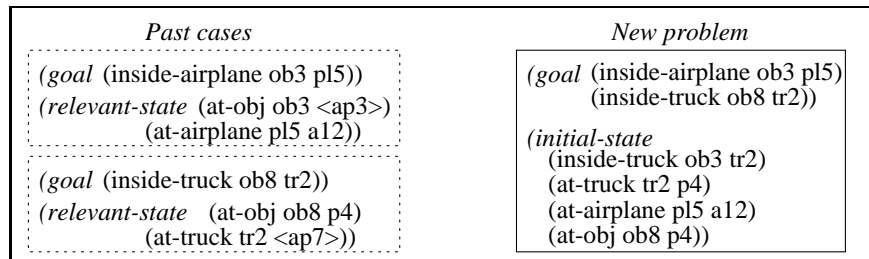 Past cases
(goal (inside-airplane ob3 pl5))
(relevant-state (at-obj ob3 <ap3>)
(at-airplane pl5 a12))
(goal (inside-truck ob8 tr2))
(relevant-state (at-obj ob8 p4)
(at-truck tr2 <ap7>))
New problem
(goal (inside-airplane ob3 pl5)
(inside-truck ob8 tr2))
(initial-state
(inside-truck ob3 tr2)
(at-truck tr2 p4)
(at-airplane pl5 a12)
(at-obj ob8 p4))